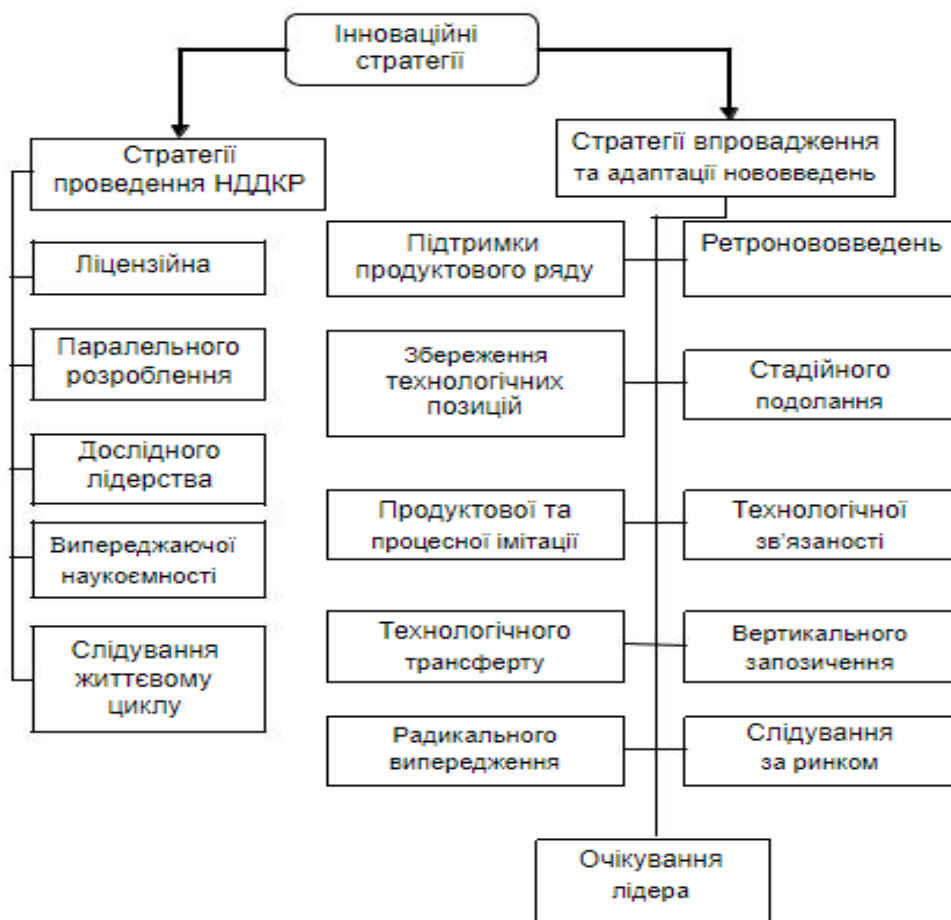 Інноваційні
стратегії
Стратегії
проведення НДДКР
Ліцензійна
Паралельного
розроблення
Дослідного
лідерства
Випереджаючої
наукоємності
Слідування
життєвому
циклу
Стратегії впровадження
та адаптації нововведень
Підтримки
продуктового ряду
Ретронововведень
Збереження
технологічних
позицій
Стадійного
подолання
Продуктової та
процесної імітації
Технологічної
зв'язаності
Технологічного
трансферту
Вертикального
запозичення
Радикального
випередження
Слідування
за ринком
Очікування
лідера